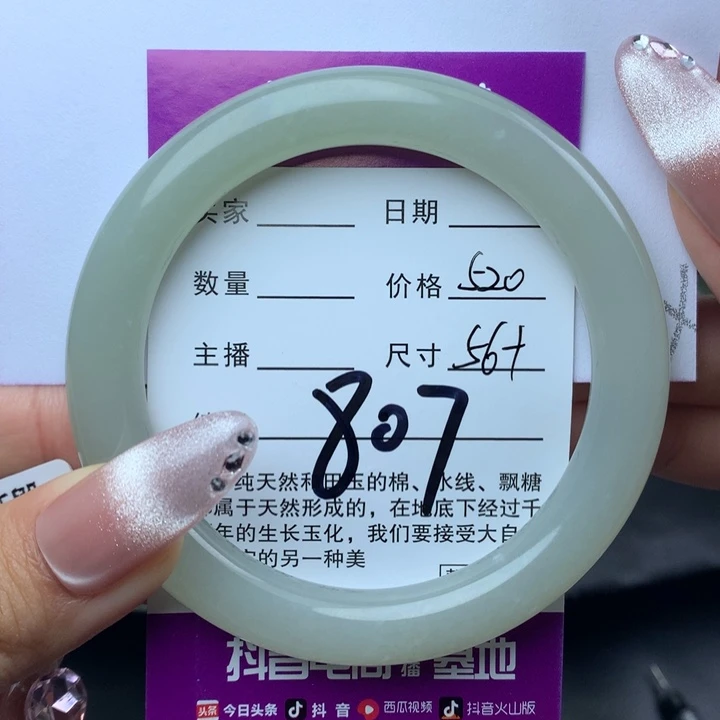 家 日期
数量 价格 520
主播 尺寸 56+
807
纯天然和田玉的棉、水线、飘糖
属于天然形成的，在地底下经过千
年的生长玉化，我们要接受大自
的另一种美
抖音电商直播基地
头条 今日头条 抖音 西瓜视频 抖音火山版